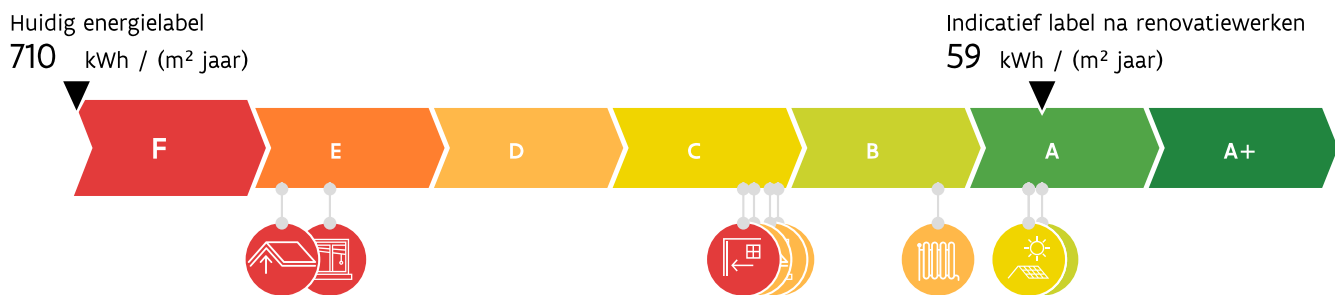 Huidig energielabel
710 kWh / (m² jaar)
Indicatief label na renovatiewerken
59 kWh / (m² jaar)
F E D C B A A+